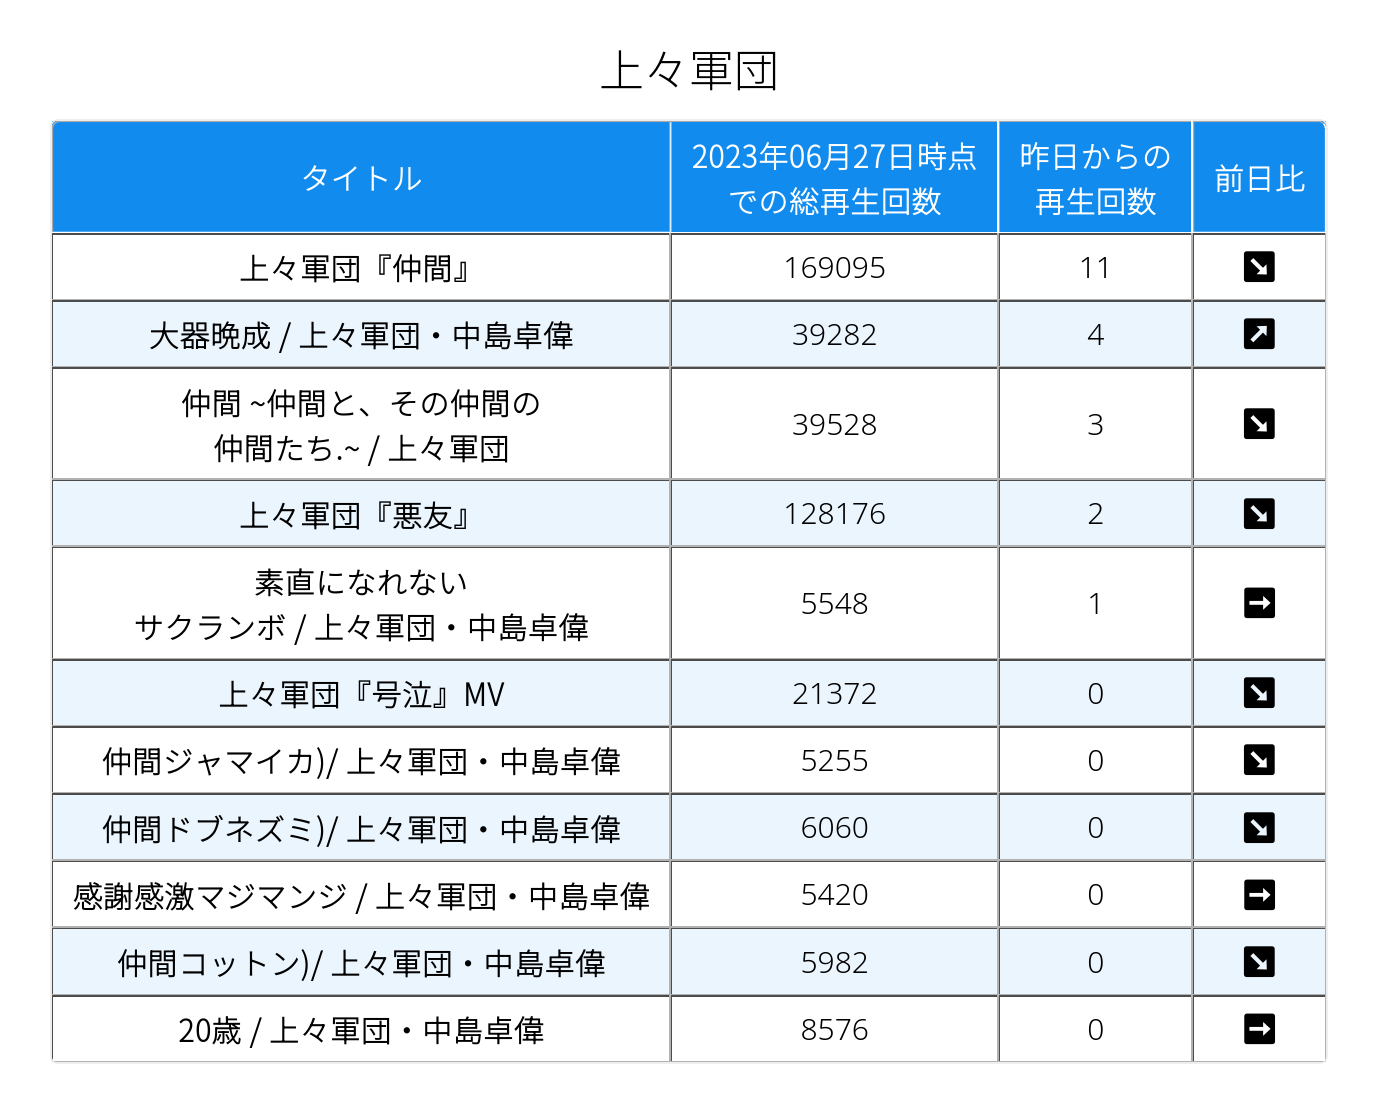 上々軍団
タイトル
2023年06月27日時点
での総再生回数
昨日からの
再生回数
前日比
上々軍団『仲間』 169095 11 ↘
大器晩成 / 上々軍団・中島卓偉 39282 4 ↗
仲間 ~仲間と、その仲間の
仲間たち.~ / 上々軍団 39528 3 ↘
上々軍団『悪友』 128176 2 ↘
素直になれない
サクランボ / 上々軍団・中島卓偉 5548 1 →
上々軍団『号泣』MV 21372 0 ↘
仲間ジャマイカ)/ 上々軍団・中島卓偉 5255 0 ↘
仲間ドブネズミ)/ 上々軍団・中島卓偉 6060 0 ↘
感謝感激マジマンジ / 上々軍団・中島卓偉 5420 0 →
仲間コットン)/ 上々軍団・中島卓偉 5982 0 ↘
20歳 / 上々軍団・中島卓偉 8576 0 →